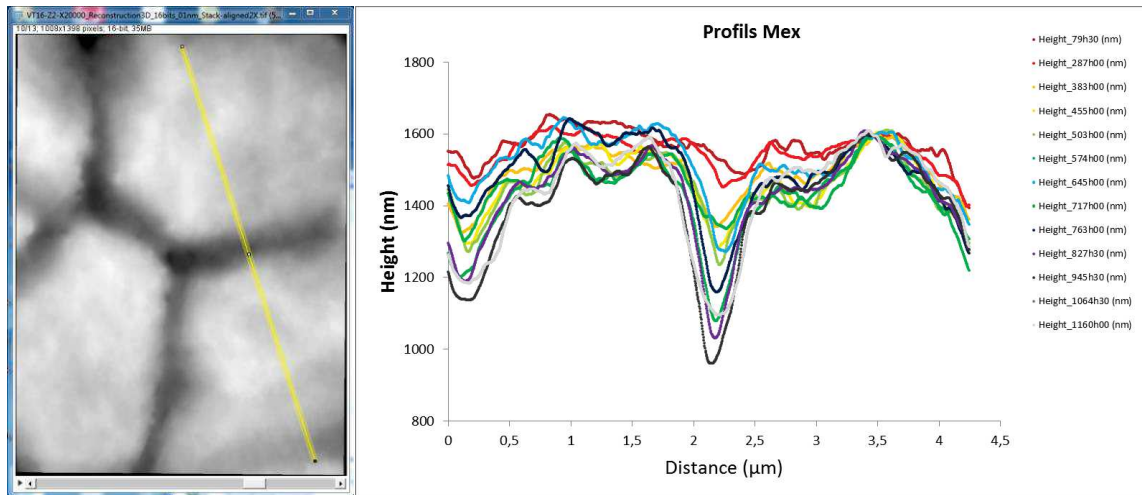 VT16-Z2-X20000_Reconstruction3D_16bits_01nm_Stack-aligned2X.tif (5...
10/13; 1008x1398 pixels; 16-bit; 35MB
Profils Mex
Height (nm)
1800
1600
1400
1200
1000
800
0
0,5
1
1,5
2
2,5
3
3,5
4
4,5
Distance (µm)
Height_79h30 (nm)
Height_287h00 (nm)
Height_383h00 (nm)
Height_455h00 (nm)
Height_503h00 (nm)
Height_574h00 (nm)
Height_645h00 (nm)
Height_717h00 (nm)
Height_763h00 (nm)
Height_827h30 (nm)
Height_945h30 (nm)
Height_1064h30 (nm)
Height_1160h00 (nm)